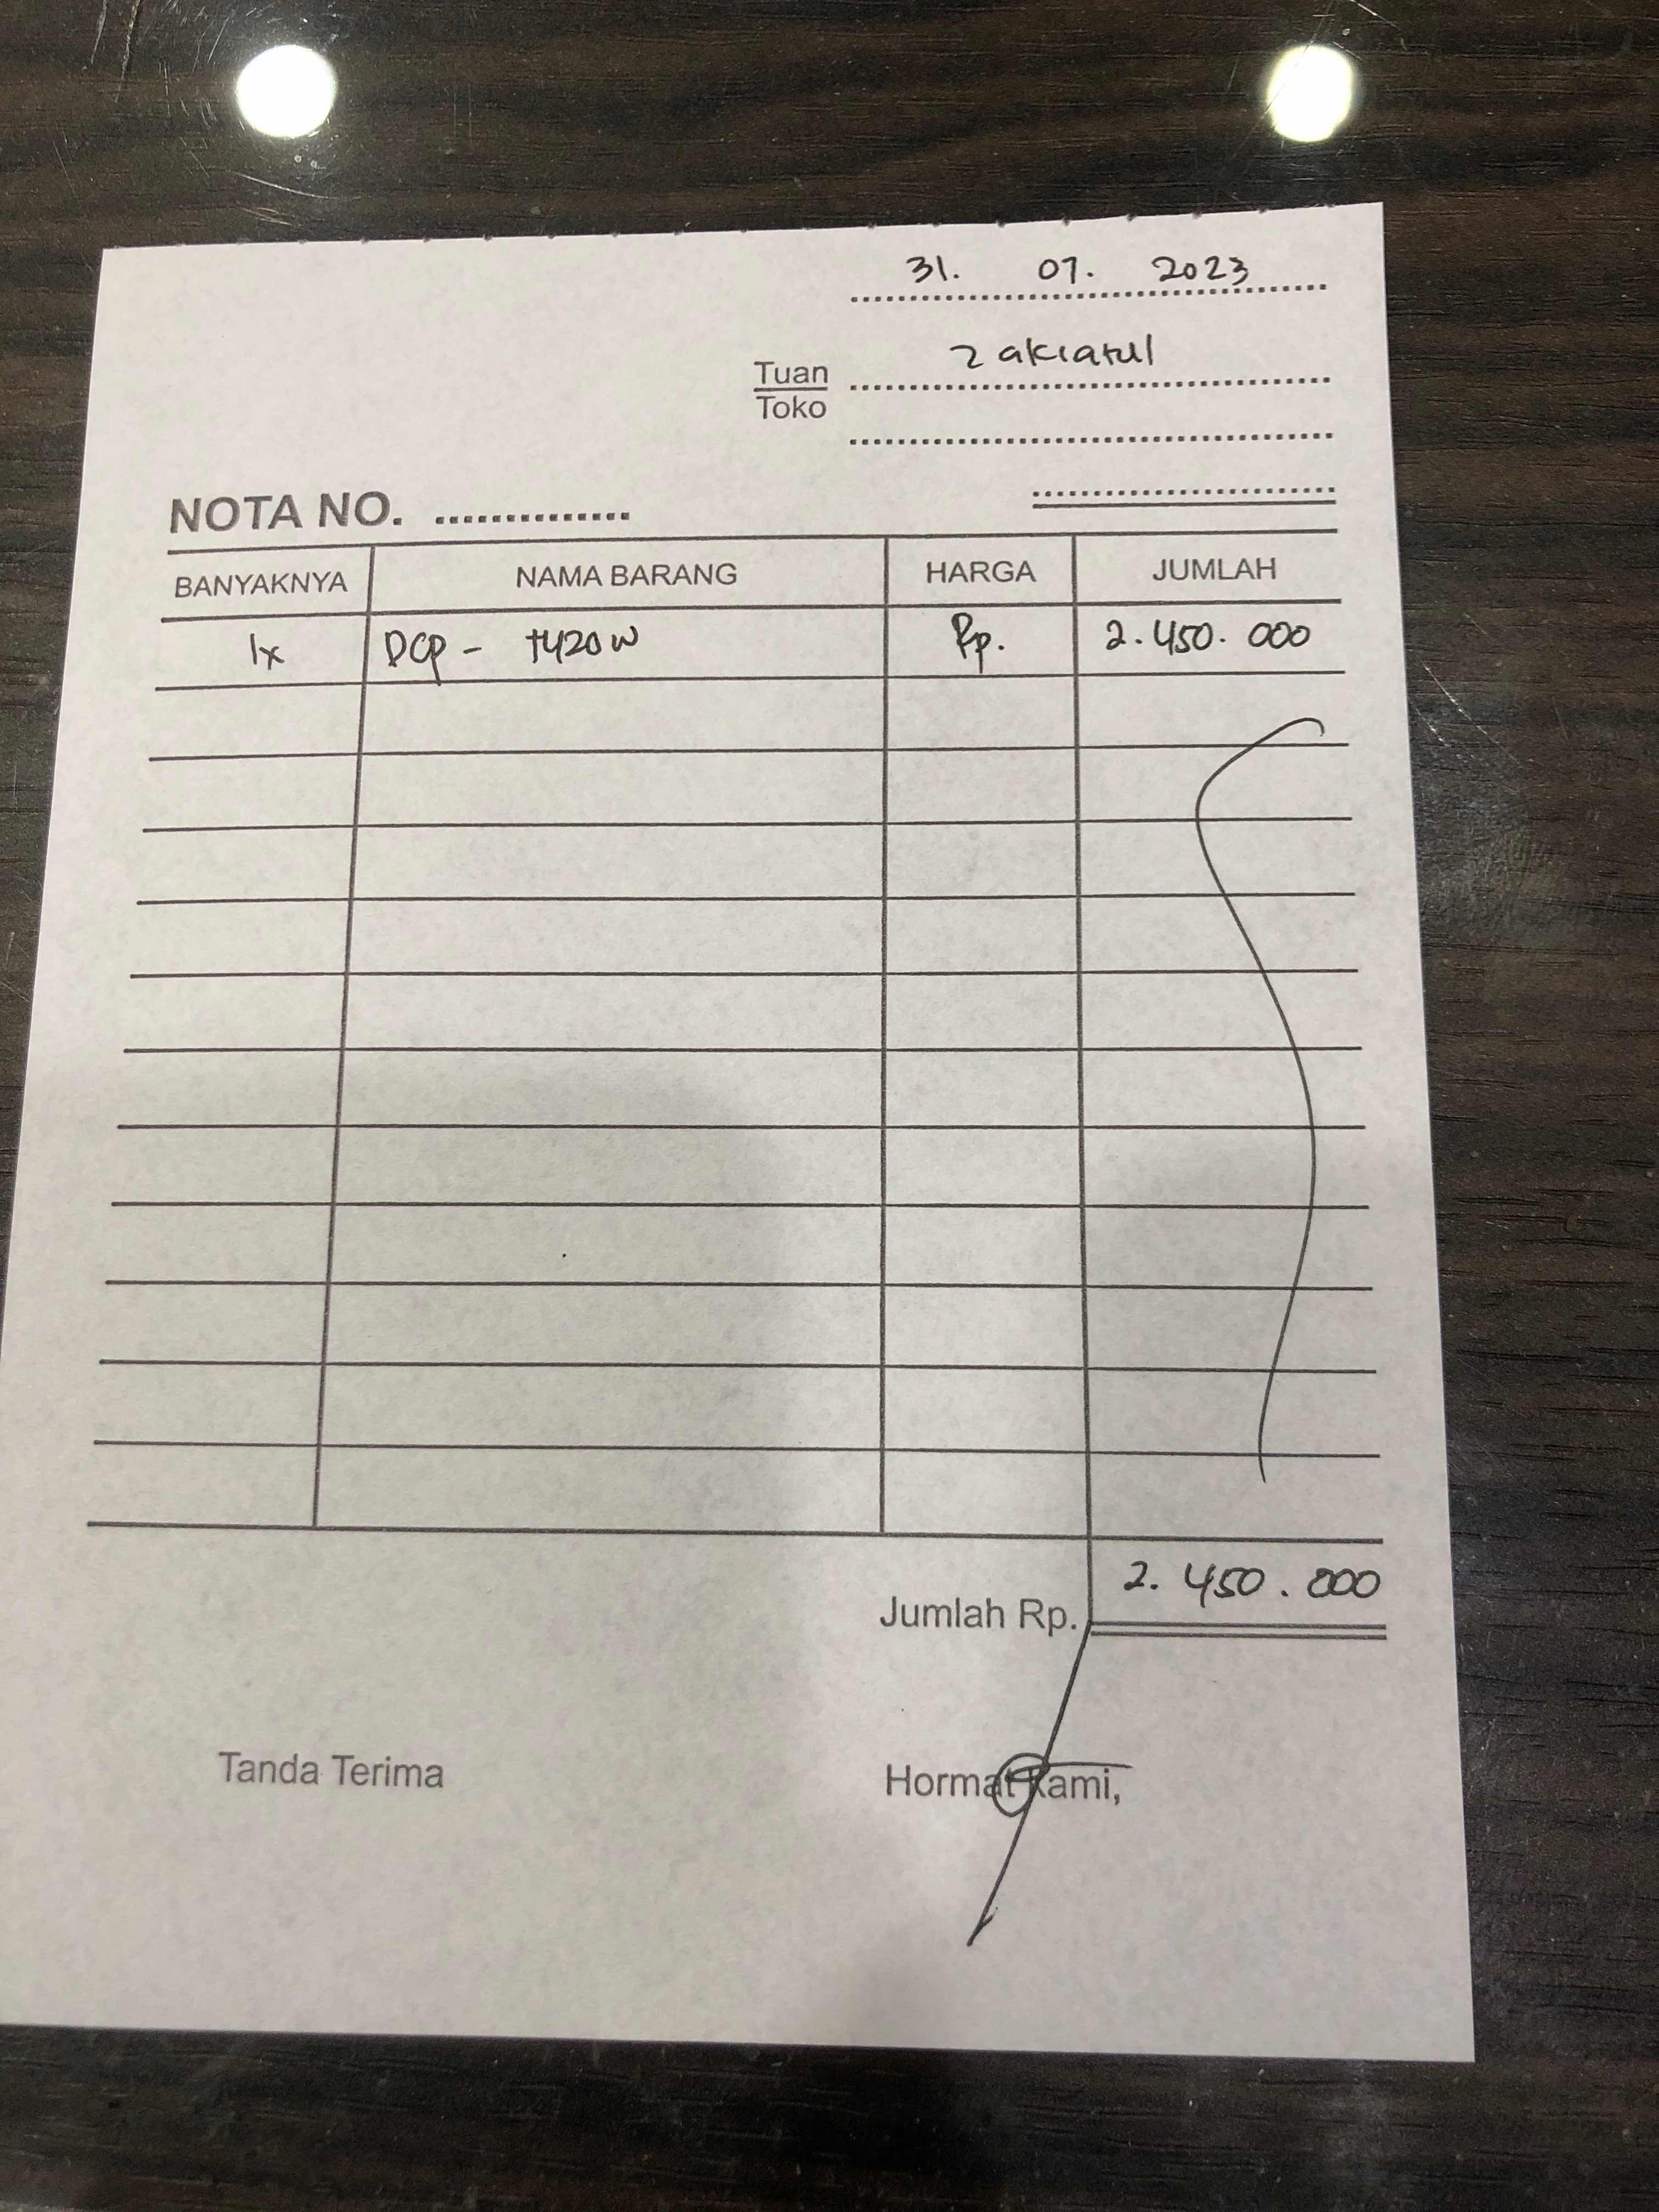 31. 07. 2023
Tuan zakiatul
Toko
NOTA NO. ..............
BANYAKNYA NAMA BARANG HARGA JUMLAH
1x DCP - T420W Rp. 2.450.000
Jumlah Rp. 2.450.000
Tanda Terima Hormat Kami,